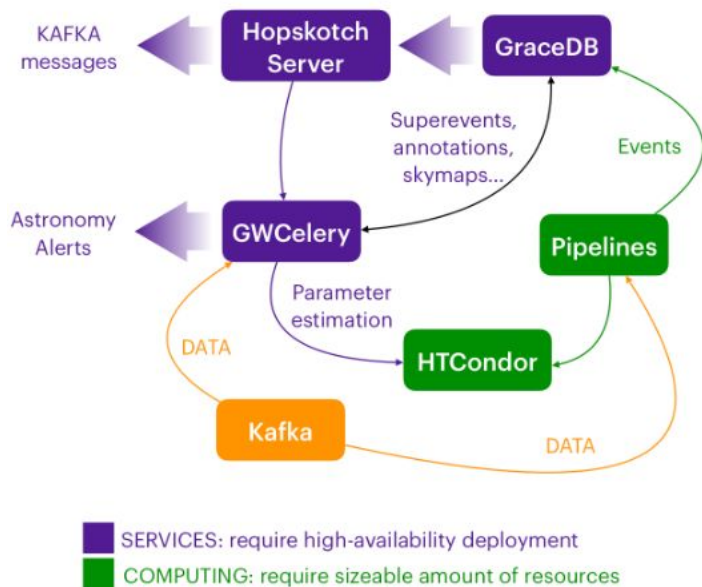 KAFKA
messages
Hopskotch
Server
GraceDB
Superevents,
annotations,
skymaps...
Events
Astronomy
Alerts
GWCelery
Pipelines
Parameter
estimation
DATA
HTCondor
Kafka
DATA
SERVICES: require high-availability deployment
COMPUTING: require sizeable amount of resources